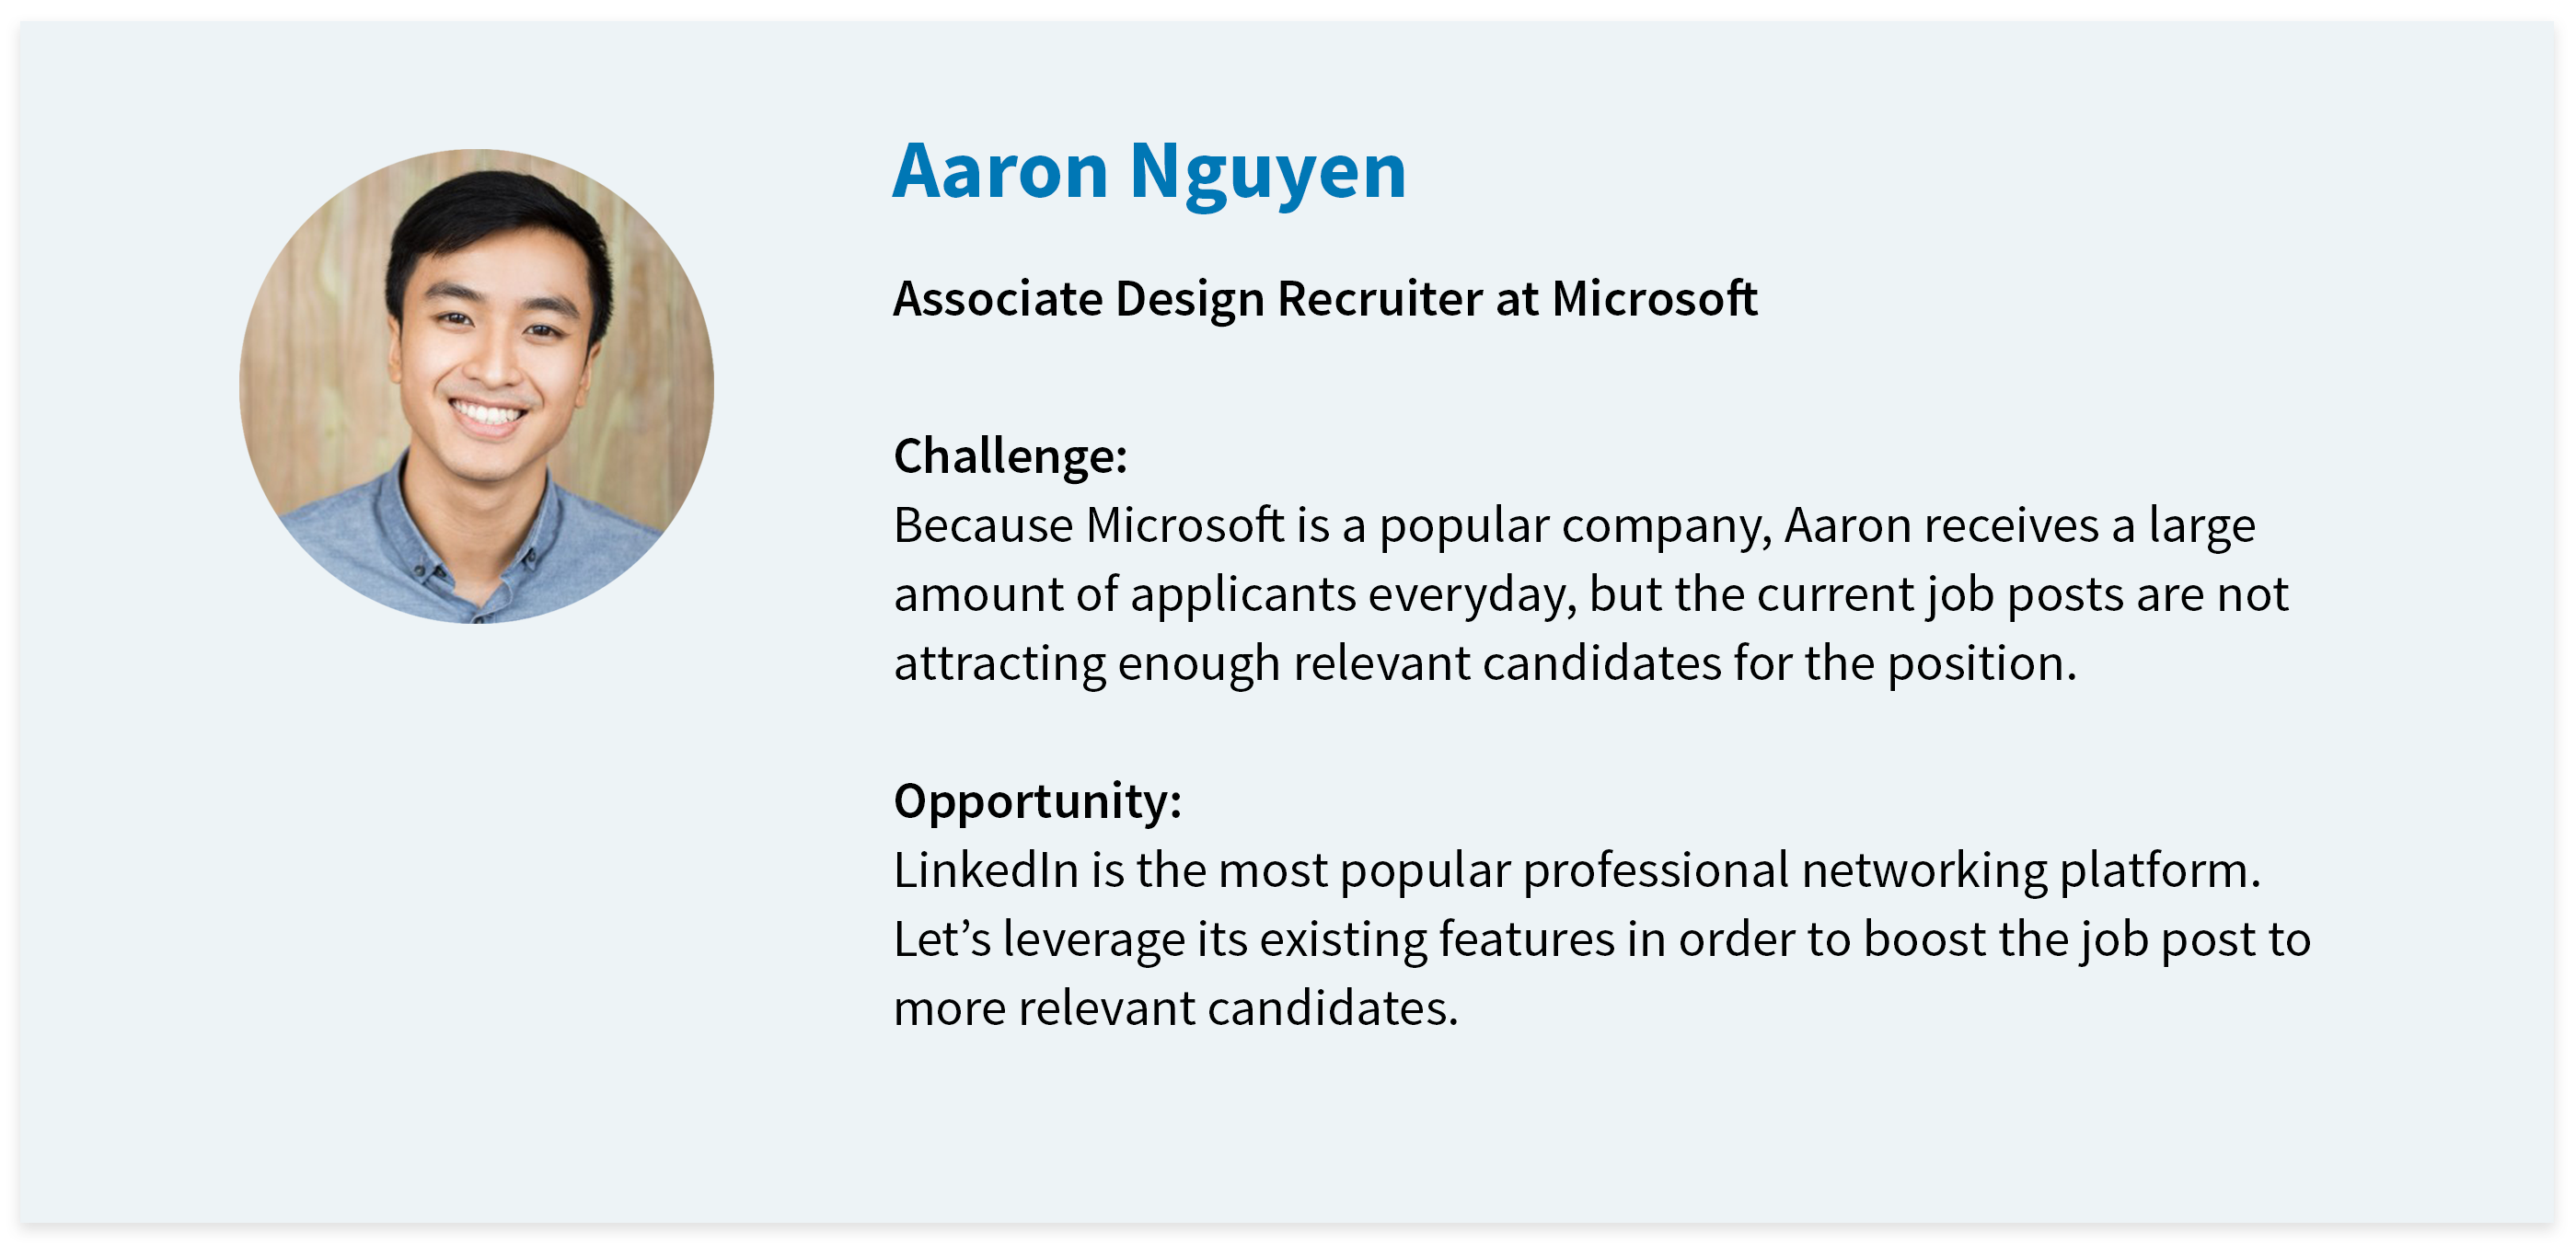 Aaron Nguyen
Associate Design Recruiter at Microsoft
Challenge:
Because Microsoft is a popular company, Aaron receives a large
amount of applicants everyday, but the current job posts are not
attracting enough relevant candidates for the position.
Opportunity:
LinkedIn is the most popular professional networking platform.
Let’s leverage its existing features in order to boost the job post to
more relevant candidates.